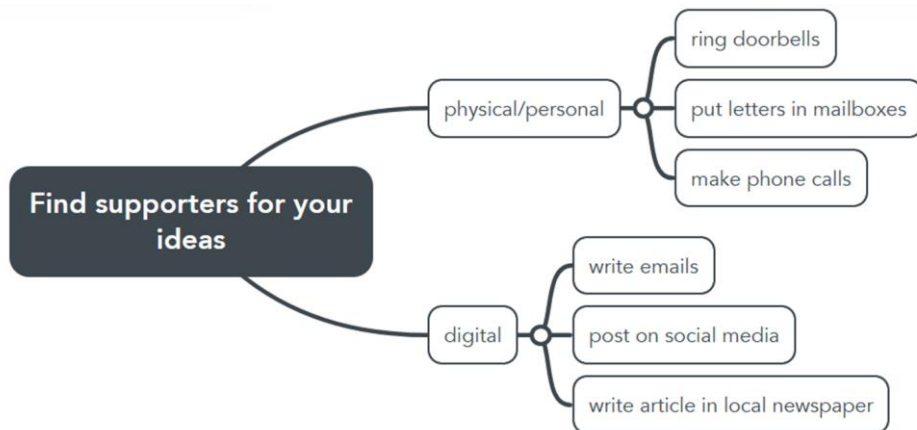 Find supporters for your
ideas
physical/personal
ring doorbells
put letters in mailboxes
make phone calls
digital
write emails
post on social media
write article in local newspaper